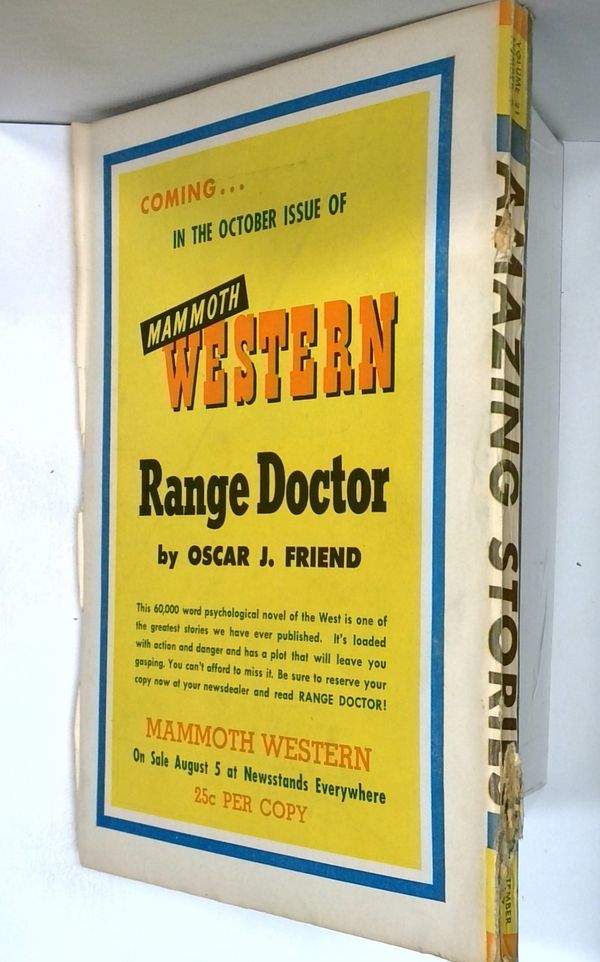 COMING...
IN THE OCTOBER ISSUE OF
MAMMOTH
WESTERN
Range Doctor
by OSCAR J. FRIEND
This 60,000 word psychological novel of the West is one of
the greatest stories we have ever published. It's loaded
with action and danger and has a plot that will leave you
gasping. You can't afford to miss it. Be sure to reserve your
copy now at your newsdealer and read RANGE DOCTOR!
MAMMOTH WESTERN
On Sale August 5 at Newsstands Everywhere
25c PER COPY
VOLUME 21
AMAZING STORIES
TEMBER